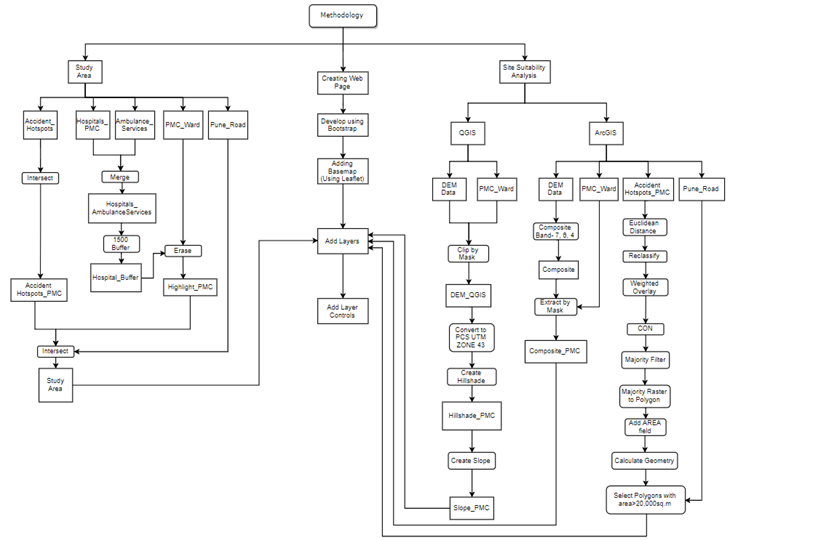 Methodology
Study
Area
Creating Web
Page
Site Suitability
Analysis
Accident_
Hotspots
Hospitals_
PMC
Ambulance_
Services
PMC_Ward
Pune_Road
Develop using
Bootstrap
QGIS
ArcGIS
Intersect
Merge
Adding
Basemap
(Using Leaflet)
DEM
Data
PMC_Ward
DEM
Data
PMC_Ward
Accident
Hotspots_PMC
Pune_Road
Hospitals_
AmbulanceServices
1500
Buffer
Erase
Add Layers
Clip by
Mask
Composite
Band- 7, 6, 4
Euclidean
Distance
Reclassify
Accident
Hotspots_PMC
Hospital_Buffer
Highlight_PMC
Add Layer
Controls
DEM_QGIS
Composite
Weighted
Overlay
Extract by
Mask
Convert to
PCS UTM
ZONE 43
CON
Intersect
Composite_PMC
Majority Filter
Study
Area
Create
Hillshade
Majority Raster
to Polygon
Hillshade_PMC
Add AREA
field
Create Slope
Calculate Geometry
Slope_PMC
Select Polygons with
area>20,000sq.m